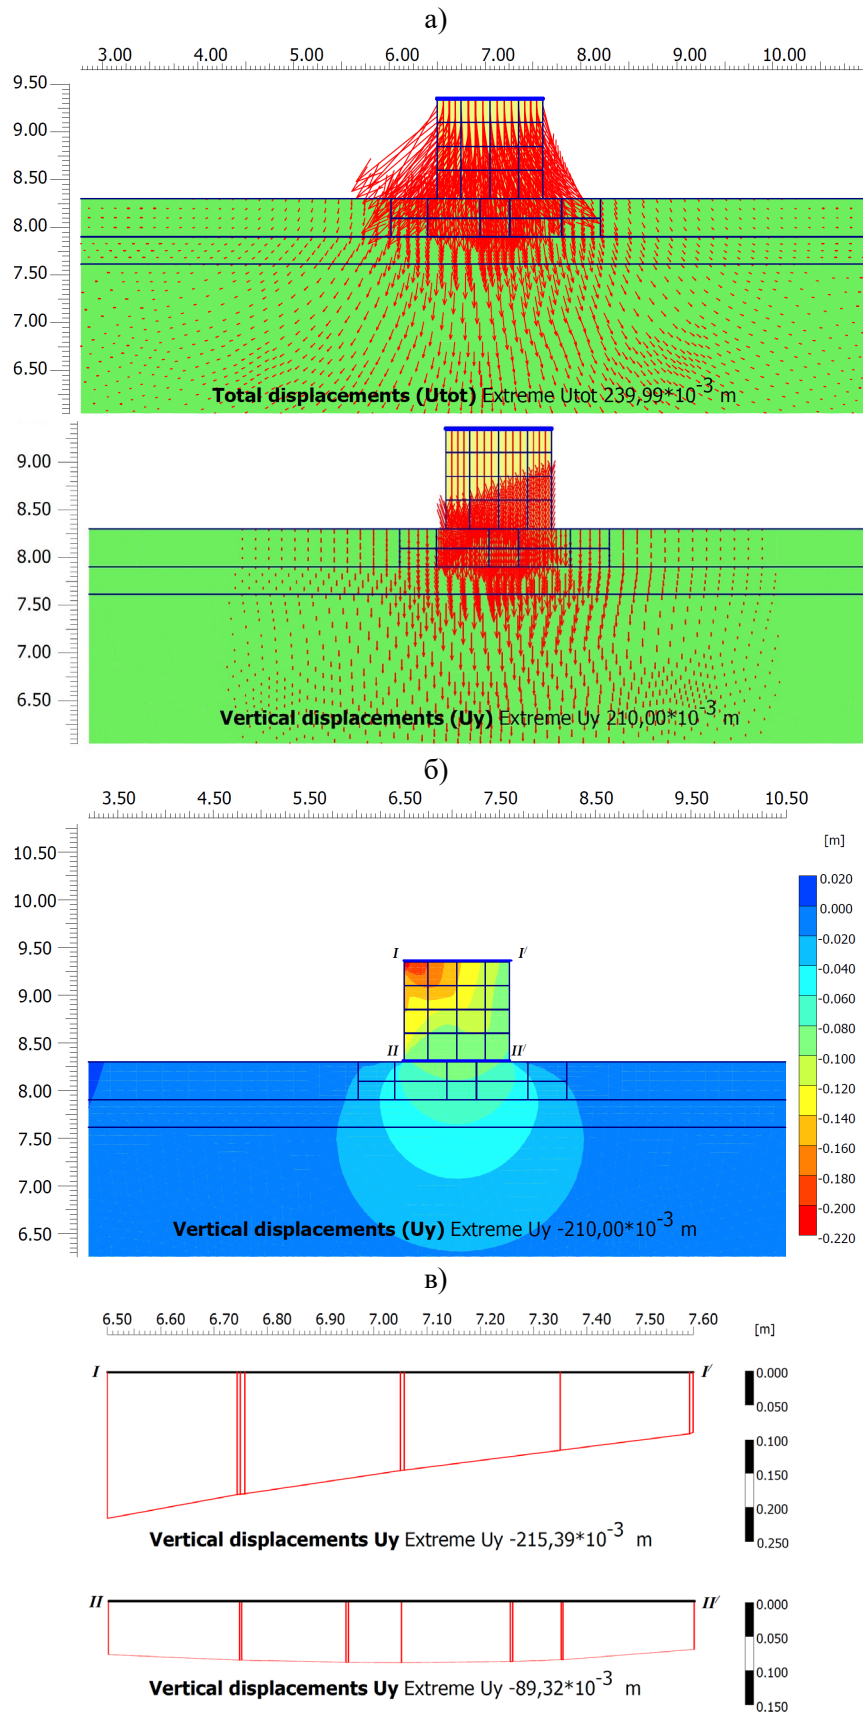 а)
3.00 4.00 5.00 6.00 7.00 8.00 9.00 10.00
9.50
9.00
8.50
8.00
7.50
7.00
6.50
Total displacements (Utot) Extreme Utot 239,99*10-3 m
9.00
8.50
8.00
7.50
7.00
6.50
Vertical displacements (Uy) Extreme Uy 210,00*10-3 m
б)
3.50 4.50 5.50 6.50 7.50 8.50 9.50 10.50
[m]
10.50
10.00
9.50
9.00
8.50
8.00
7.50
7.00
6.50
I I/
II II/
0.020
0.000
-0.020
-0.040
-0.060
-0.080
-0.100
-0.120
-0.140
-0.160
-0.180
-0.200
-0.220
Vertical displacements (Uy) Extreme Uy -210,00*10-3 m
в)
6.50 6.60 6.74 6.80 6.90 7.00 7.10 7.20 7.34 7.40 7.50 7.60
[m]
I I/
0.000
0.050
0.100
0.150
0.200
0.250
Vertical displacements Uy Extreme Uy -215,39*10-3 m
II II/
0.000
0.050
0.100
0.150
Vertical displacements Uy Extreme Uy -89,32*10-3 m